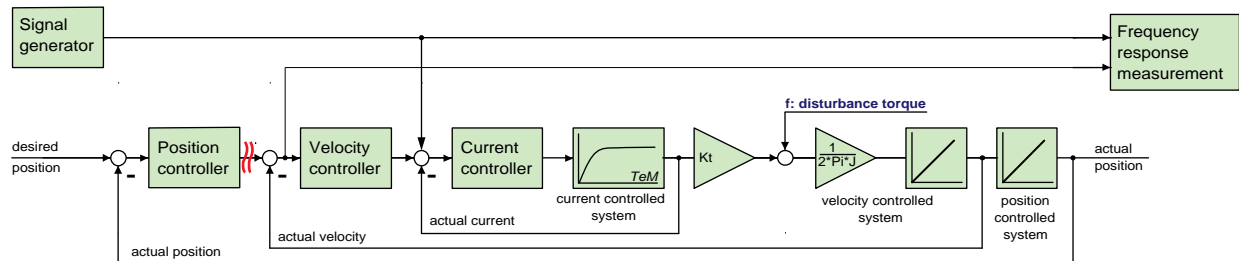 Signal
generator
Frequency
response
measurement
f: disturbance torque
desired
position
Position
controller
Velocity
controller
Current
controller
TeM
current controlled
system
Kt
1
2*Pi*J
velocity controlled
system
position
controlled
system
actual
position
-
-
-
actual current
actual velocity
actual position